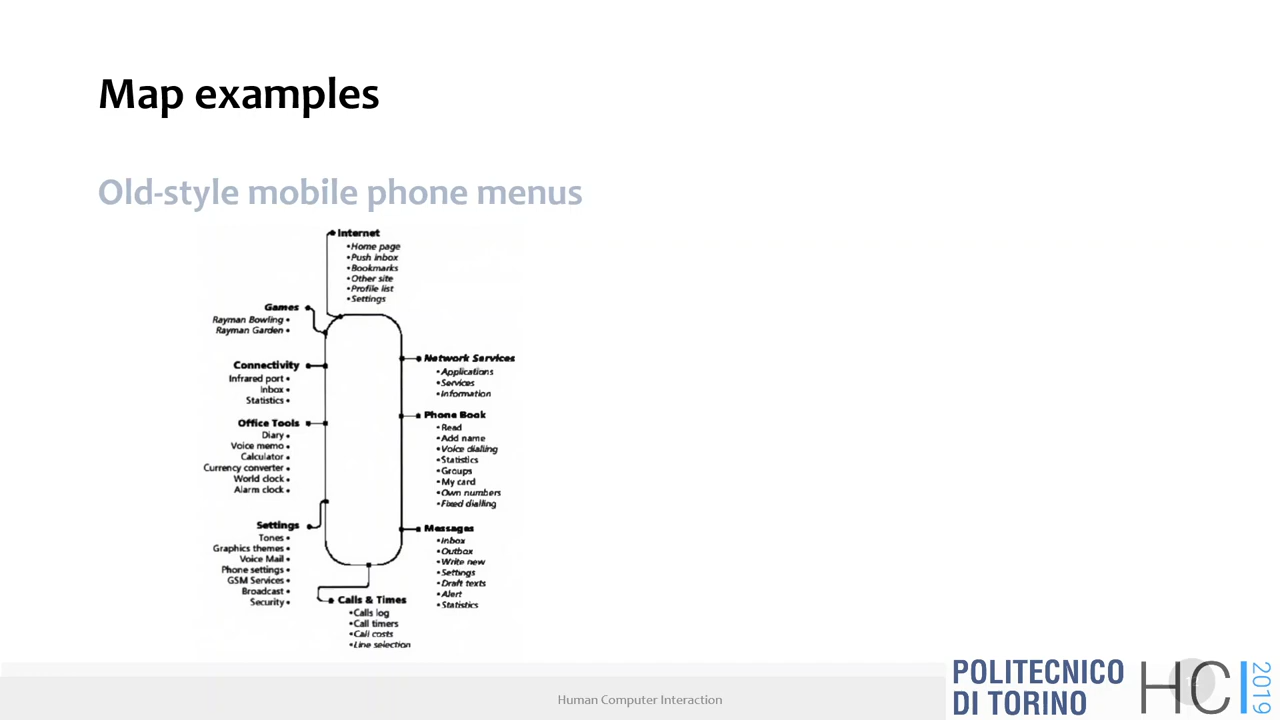 Map examples
Old-style mobile phone menus
Internet
•Home page
•Push inbox
•Bookmarks
•Other site
•Profile list
•Settings
Games
Rayman Bowling •
Rayman Garden •
Connectivity
Infrared port •
Inbox •
Statistics •
Office Tools
Diary •
Voice memo •
Calculator •
Currency converter •
World clock •
Alarm clock •
Settings
Tones •
Graphics themes •
Voice Mail •
Phone settings •
GSM Services •
Broadcast •
Security •
Network Services
•Applications
•Services
•Information
Phone Book
•Read
•Add name
•Voice dialling
•Statistics
•Groups
•My card
•Own numbers
•Fixed dialling
Messages
•Inbox
•Outbox
•Write new
•Settings
•Draft texts
•Alert
•Statistics
Calls & Times
•Calls log
•Call timers
•Call costs
•Line selection
Human Computer Interaction
POLITECNICO
DI TORINO
HCI
2019